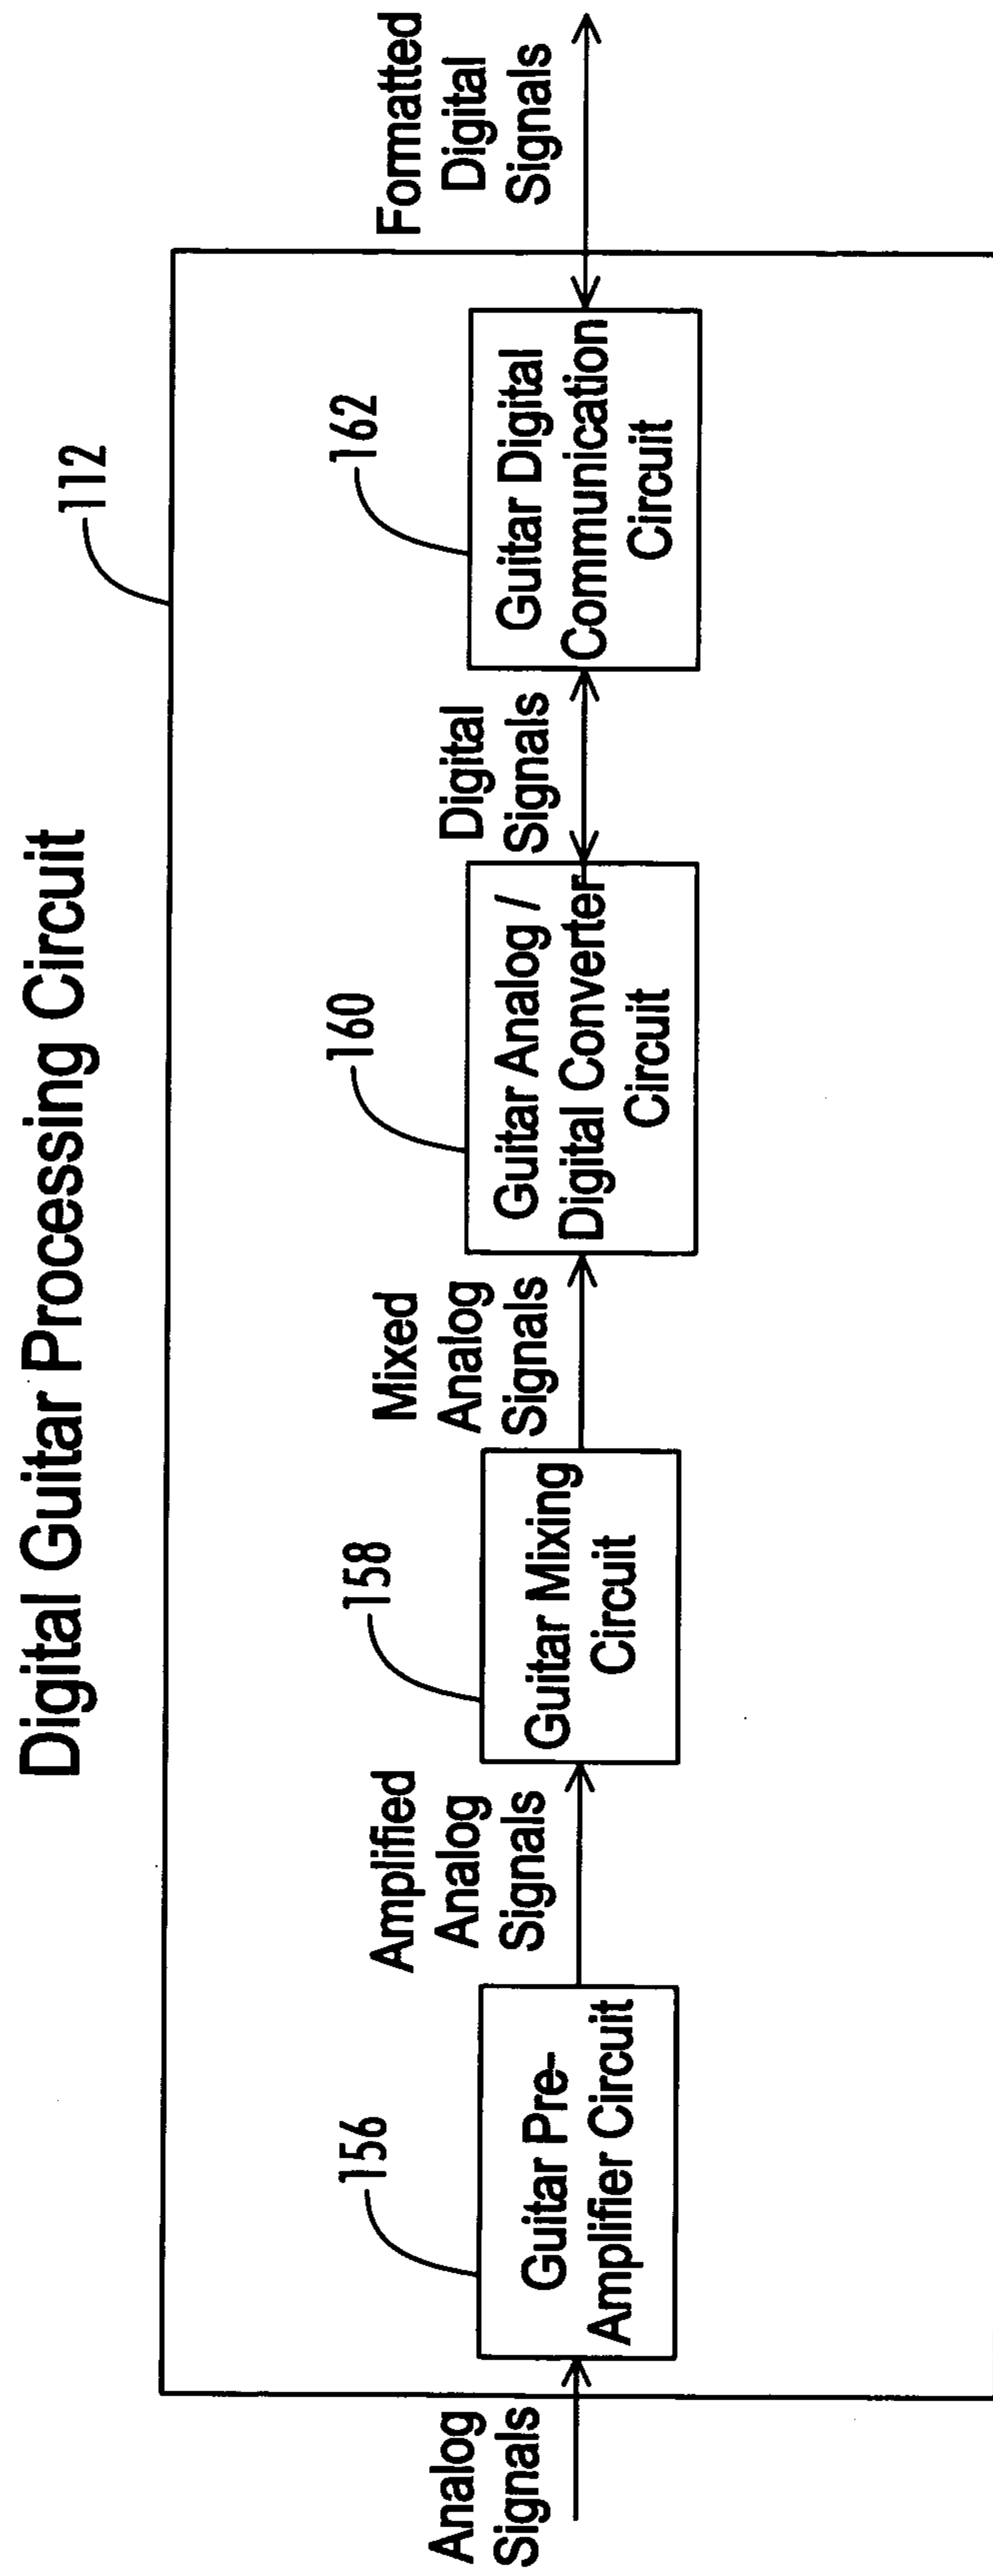 Digital Guitar Processing Circuit
112
Analog
Signals
156
Guitar Pre-
Amplifier Circuit
Amplified
Analog
Signals
158
Guitar Mixing
Circuit
Mixed
Analog
Signals
160
Guitar Analog /
Digital Converter
Circuit
Digital
Signals
162
Guitar Digital
Communication
Circuit
Formatted
Digital
Signals